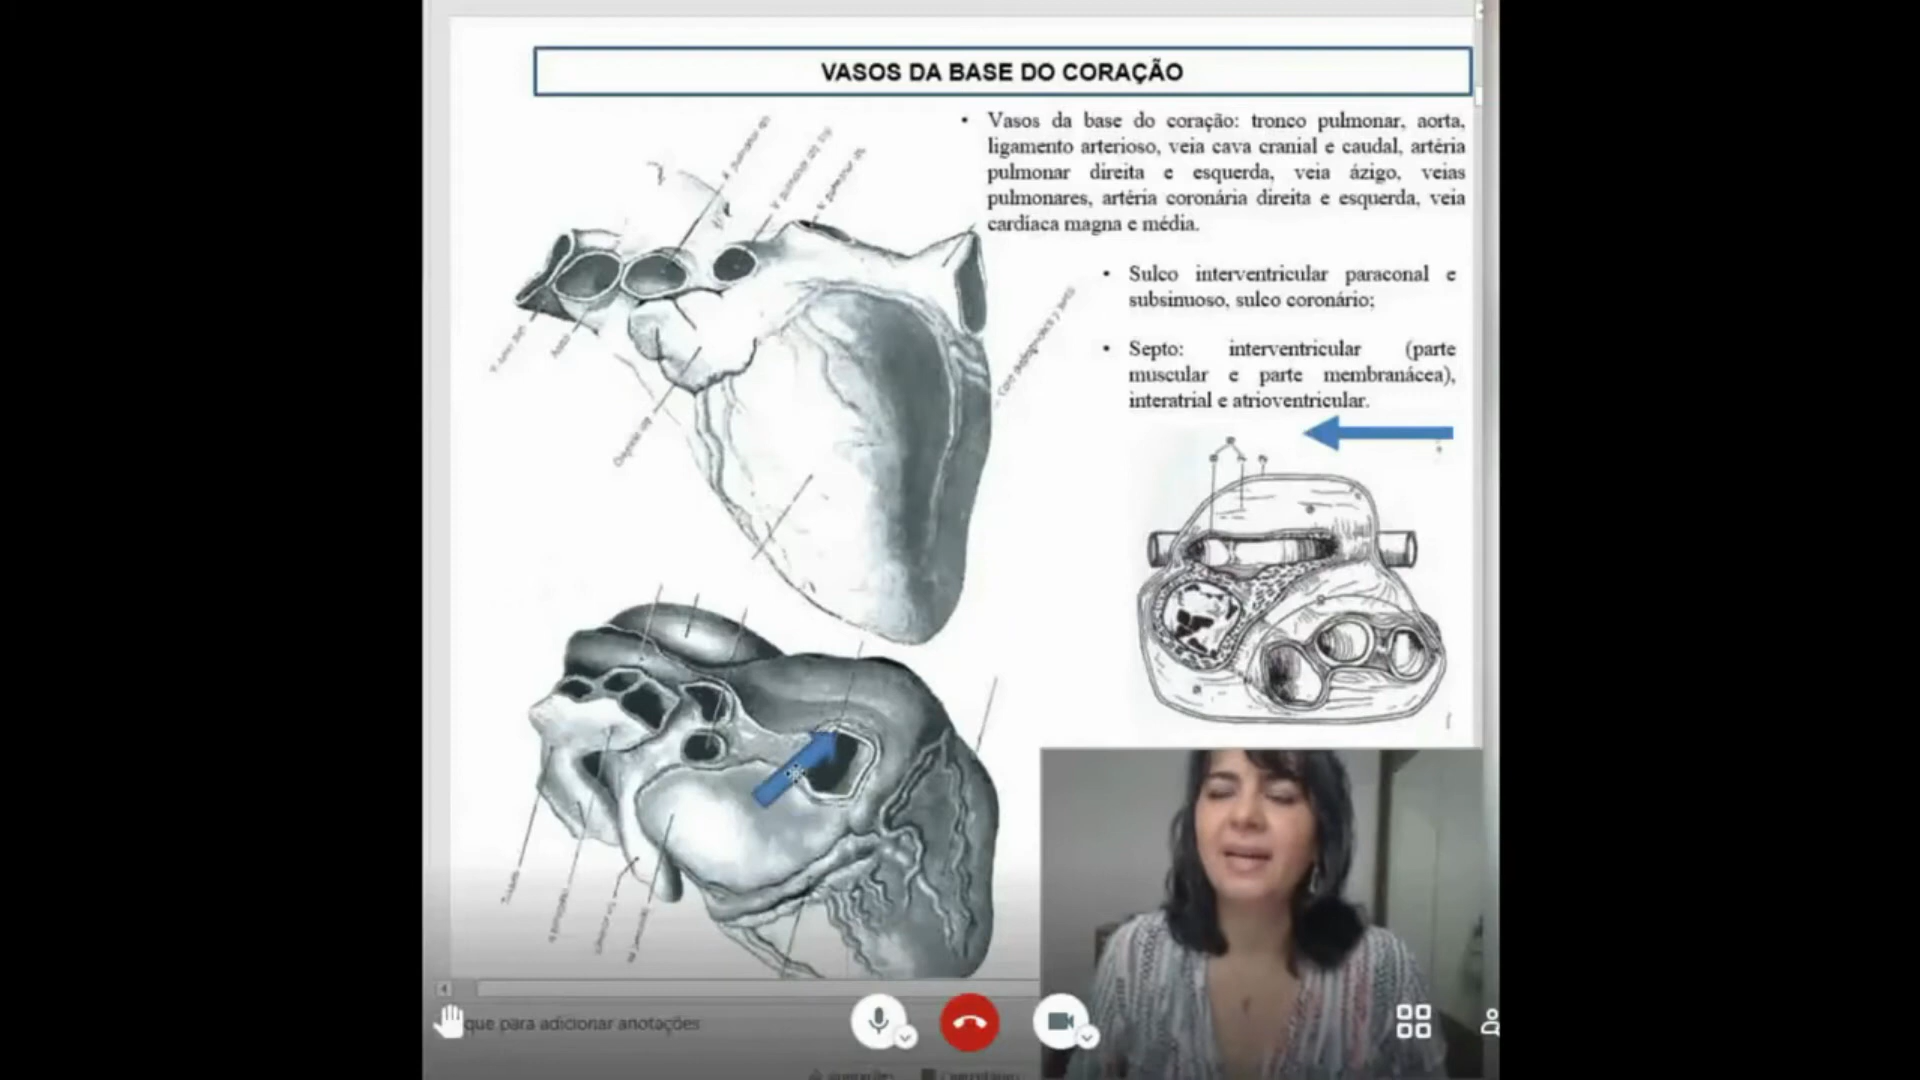 VASOS DA BASE DO CORAÇÃO
• Vasos da base do coração: tronco pulmonar, aorta,
ligamento arterioso, veia cava cranial e caudal, artéria
pulmonar direita e esquerda, veia ázigo, veias
pulmonares, artéria coronária direita e esquerda, veia
cardíaca magna e média.
• Sulco interventricular paraconal e
subsinuoso, sulco coronário;
• Septo: interventricular (parte
muscular e parte membranácea),
interatrial e atrioventricular.
que para adicionar anotações